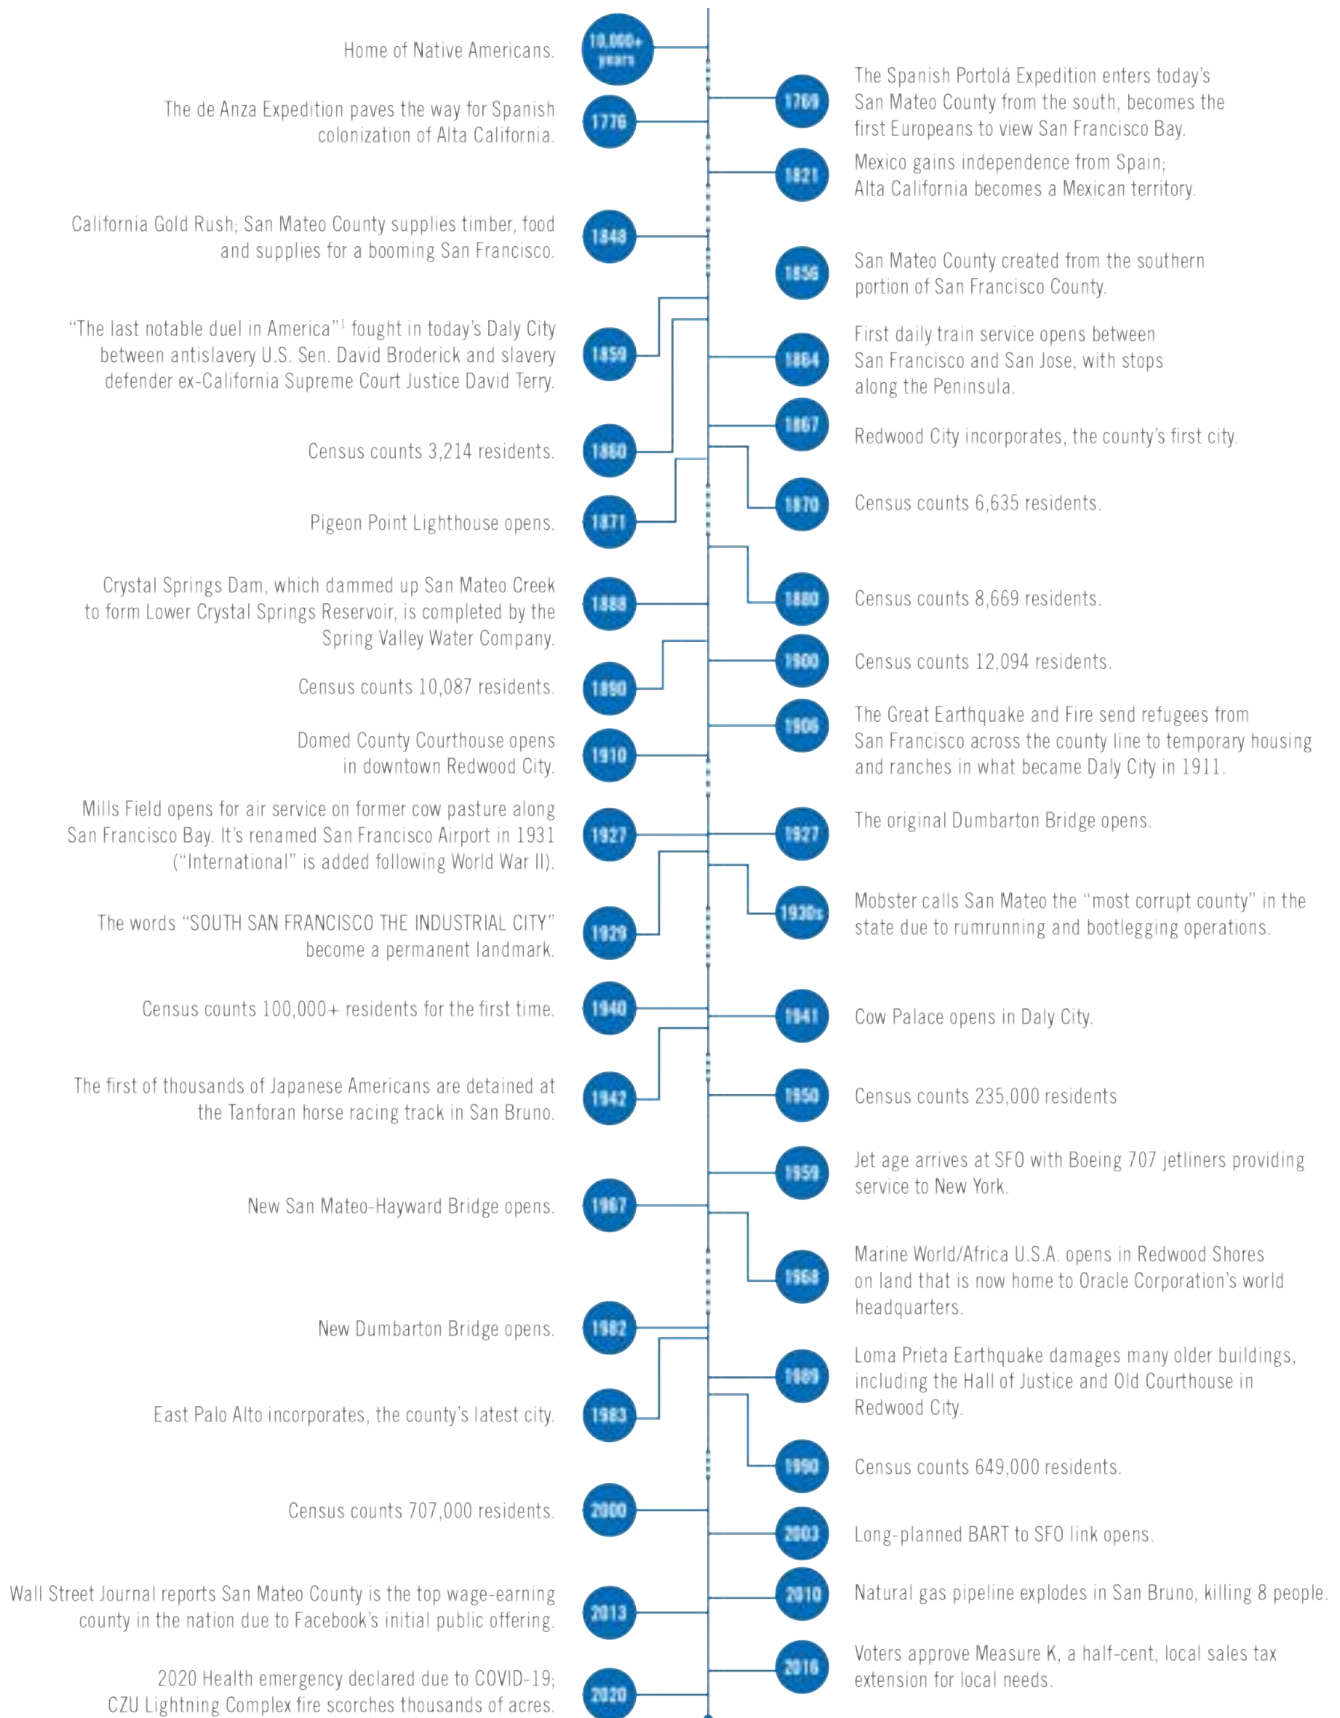 10,000+
years
Home of Native Americans.
1769
The Spanish Portolá Expedition enters today's
San Mateo County from the south, becomes the
first Europeans to view San Francisco Bay.
1776
The de Anza Expedition paves the way for Spanish
colonization of Alta California.
1821
Mexico gains independence from Spain;
Alta California becomes a Mexican territory.
1848
California Gold Rush; San Mateo County supplies timber, food
and supplies for a booming San Francisco.
1856
San Mateo County created from the southern
portion of San Francisco County.
1859
“The last notable duel in America”¹ fought in today's Daly City
between antislavery U.S. Sen. David Broderick and slavery
defender ex-California Supreme Court Justice David Terry.
1864
First daily train service opens between
San Francisco and San Jose, with stops
along the Peninsula.
1867
Redwood City incorporates, the county's first city.
1860
Census counts 3,214 residents.
1870
Census counts 6,635 residents.
1871
Pigeon Point Lighthouse opens.
1888
Crystal Springs Dam, which dammed up San Mateo Creek
to form Lower Crystal Springs Reservoir, is completed by the
Spring Valley Water Company.
1880
Census counts 8,669 residents.
1900
Census counts 12,094 residents.
1890
Census counts 10,087 residents.
1906
The Great Earthquake and Fire send refugees from
San Francisco across the county line to temporary housing
and ranches in what became Daly City in 1911.
1910
Domed County Courthouse opens
in downtown Redwood City.
1927
Mills Field opens for air service on former cow pasture along
San Francisco Bay. It's renamed San Francisco Airport in 1931
(“International” is added following World War II).
1927
The original Dumbarton Bridge opens.
1930s
Mobster calls San Mateo the “most corrupt county” in the
state due to rumrunning and bootlegging operations.
1929
The words “SOUTH SAN FRANCISCO THE INDUSTRIAL CITY”
become a permanent landmark.
1940
Census counts 100,000+ residents for the first time.
1941
Cow Palace opens in Daly City.
1942
The first of thousands of Japanese Americans are detained at
the Tanforan horse racing track in San Bruno.
1950
Census counts 235,000 residents
1959
Jet age arrives at SFO with Boeing 707 jetliners providing
service to New York.
1967
New San Mateo-Hayward Bridge opens.
1968
Marine World/Africa U.S.A. opens in Redwood Shores
on land that is now home to Oracle Corporation's world
headquarters.
1982
New Dumbarton Bridge opens.
1989
Loma Prieta Earthquake damages many older buildings,
including the Hall of Justice and Old Courthouse in
Redwood City.
1983
East Palo Alto incorporates, the county's latest city.
1990
Census counts 649,000 residents.
2000
Census counts 707,000 residents.
2003
Long-planned BART to SFO link opens.
2010
Natural gas pipeline explodes in San Bruno, killing 8 people.
2013
Wall Street Journal reports San Mateo County is the top wage-earning
county in the nation due to Facebook's initial public offering.
2016
Voters approve Measure K, a half-cent, local sales tax
extension for local needs.
2020
2020 Health emergency declared due to COVID-19;
CZU Lightning Complex fire scorches thousands of acres.